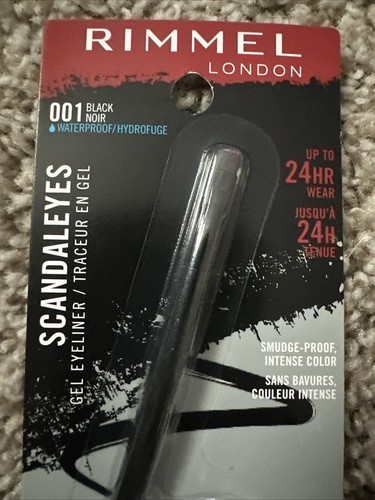 RIMMEL
LONDON
001 BLACK
NOIR
WATERPROOF/HYDROFUGE
SCANDALEYES
GEL EYELINER / TRACEUR EN GEL
UP TO
24HR
WEAR
JUSQU'À
24H
TENUE
SMUDGE-PROOF,
INTENSE COLOR
SANS BAVURES,
COULEUR INTENSE